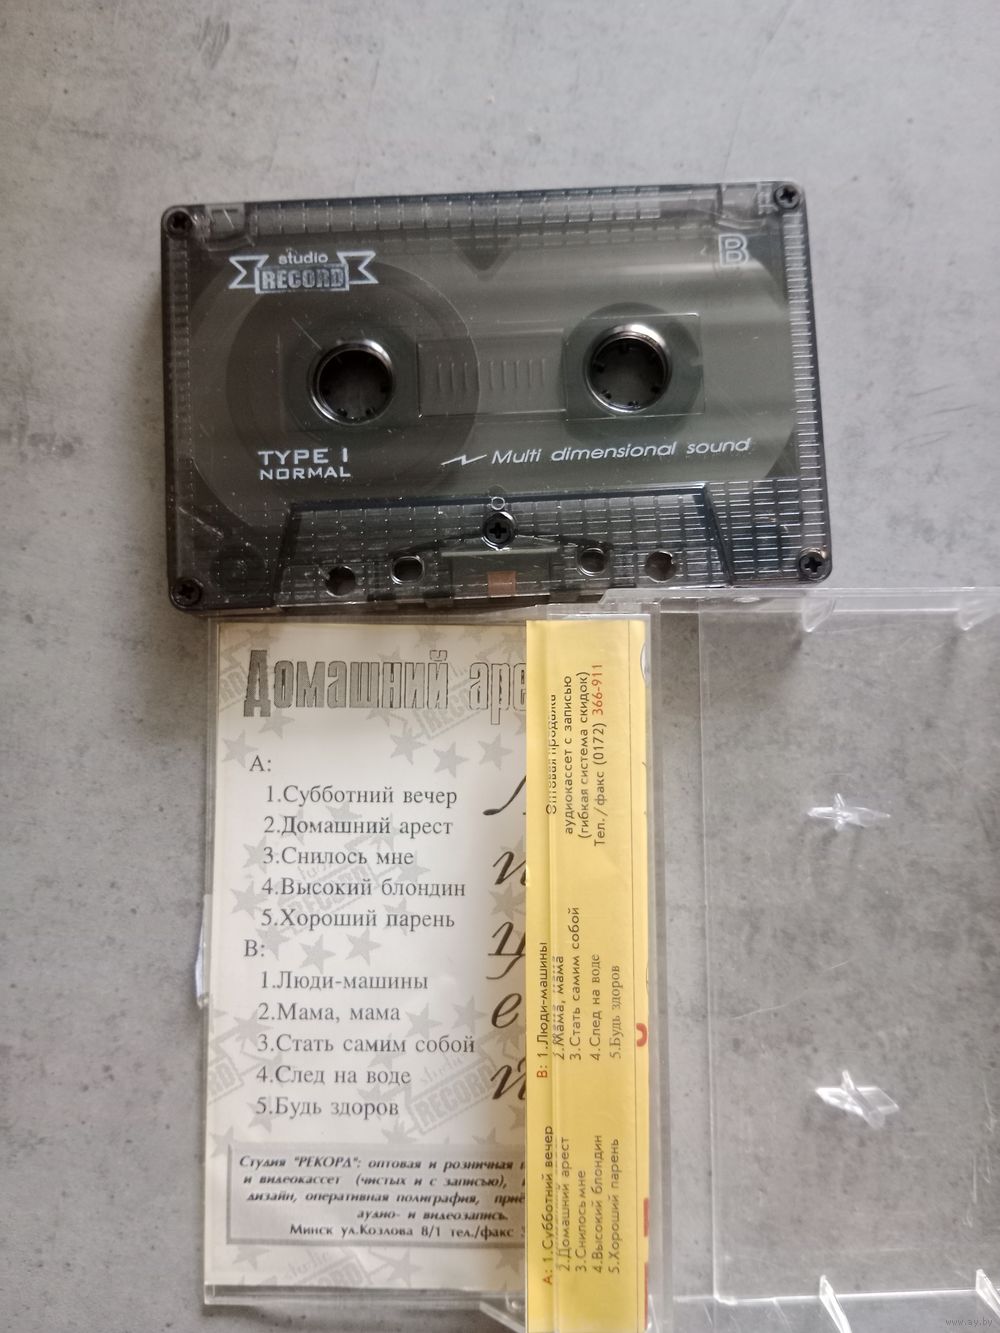 studio
RECORD
B
TYPE I
NORMAL
Multi dimensional sound
Домашний
A:
1.Субботний вечер
2.Домашний арест
3.Снилось мне
4.Высокий блондин
5.Хороший парень
B:
1.Люди-машины
2.Мама, мама
3.Стать самим собой
4.След на воде
5.Будь здоров
Студия "РЕКОРД": оптовая и розничная
и видеокассет (чистых и с записью),
дизайн, оперативная полиграфия,
аудио- и видеозапись.
Минск ул.Козлова 8/1 тел./факс
Оптовая продажа
аудиокассет с записью
(гибкая система скидок)
Тел./факс (0172) 366-911
B: 1.Люди-машины
2.Мама, мама
3.Стать самим собой
4.След на воде
5.Будь здоров
A: 1.Субботний вечер
2.Домашний арест
3.Снилось мне
4.Высокий блондин
5.Хороший парень
www.ay.by